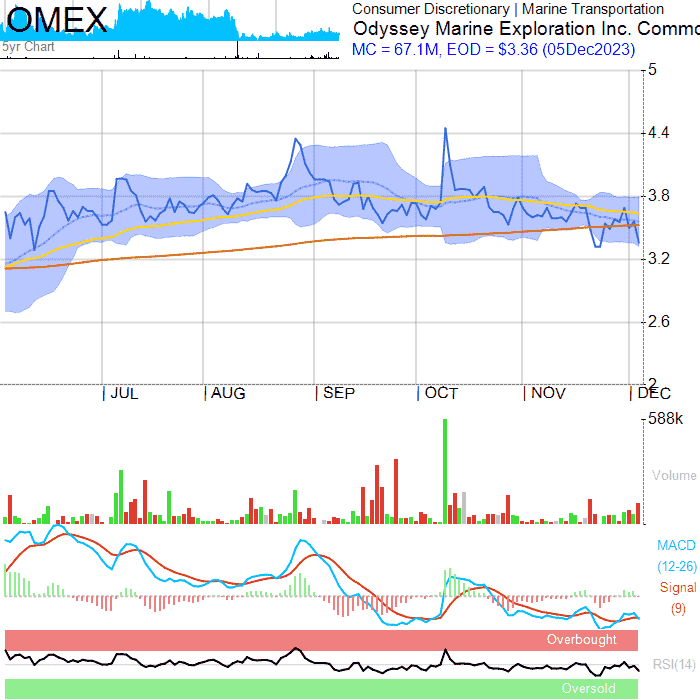 OMEX
5yr Chart
Consumer Discretionary | Marine Transportation
Odyssey Marine Exploration Inc. Commo
MC = 67.1M, EOD = $3.36 (05Dec2023)
5
4.4
3.8
3.2
2.6
2
JUL AUG SEP OCT NOV DEC
588k
Volume
MACD
(12-26)
Signal
(9)
Overbought
RSI(14)
Oversold